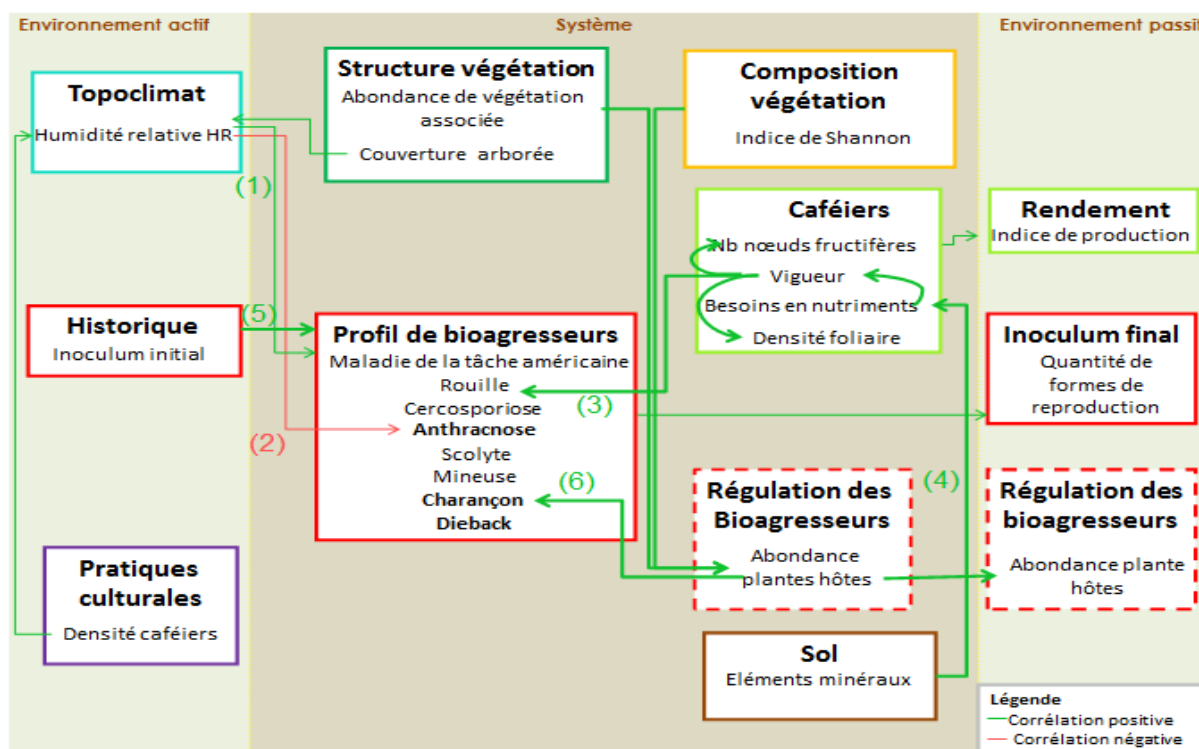 Environnement actif
Système
Environnement passif
Topoclimat
Humidité relative HR
Structure végétation
Abondance de végétation
associée
Couverture arborée
Composition
végétation
Indice de Shannon
(1)
Caféiers
Nb nœuds fructifères
Vigueur
Besoins en nutriments
Densité foliaire
Rendement
Indice de production
Historique
Inoculum initial
(5)
Profil de bioagresseurs
Maladie de la tâche américaine
Rouille
Cercosporiose
Anthracnose
Scolyte
Mineuse
Charançon
Dieback
(3)
(2)
(6)
(4)
Inoculum final
Quantité de
formes de
reproduction
Régulation des
Bioagresseurs
Abondance
plantes hôtes
Régulation des
bioagresseurs
Abondance plante
hôtes
Pratiques
culturales
Densité caféiers
Sol
Eléments minéraux
Légende
Corrélation positive
Corrélation négative